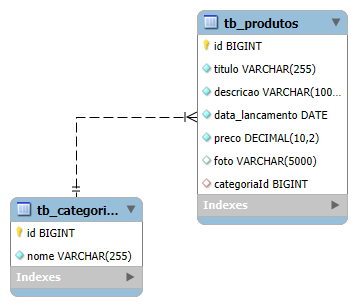 tb_produtos
id BIGINT
titulo VARCHAR(255)
descricao VARCHAR(100...
data_lancamento DATE
preco DECIMAL(10,2)
foto VARCHAR(5000)
categoriaId BIGINT
Indexes
tb_categori...
id BIGINT
nome VARCHAR(255)
Indexes